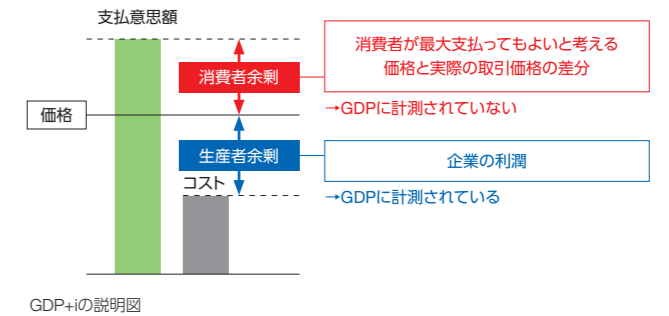 支払意思額
消費者余剰
消費者が最大支払ってもよいと考える
価格と実際の取引価格の差分
→GDPに計測されていない
価格
生産者余剰
企業の利潤
→GDPに計測されている
コスト
GDP+iの説明図